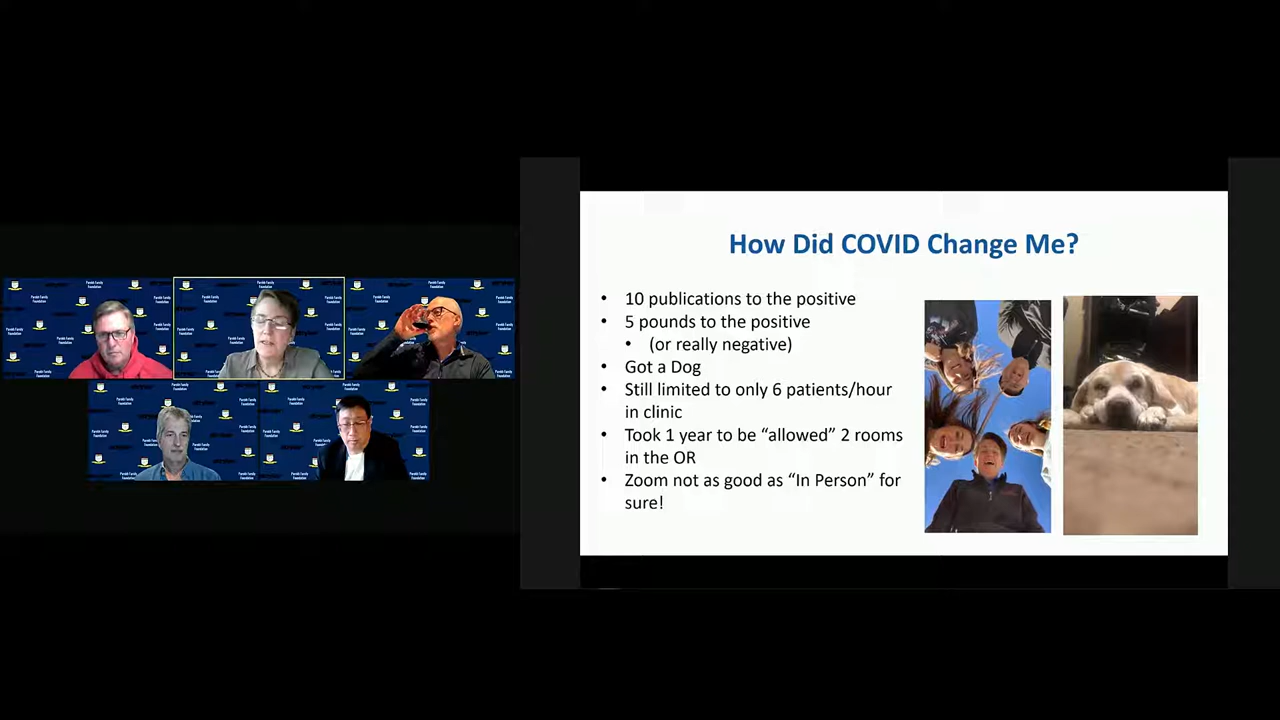 How Did COVID Change Me?
• 10 publications to the positive
• 5 pounds to the positive
• (or really negative)
• Got a Dog
• Still limited to only 6 patients/hour
in clinic
• Took 1 year to be “allowed” 2 rooms
in the OR
• Zoom not as good as “In Person” for
sure!